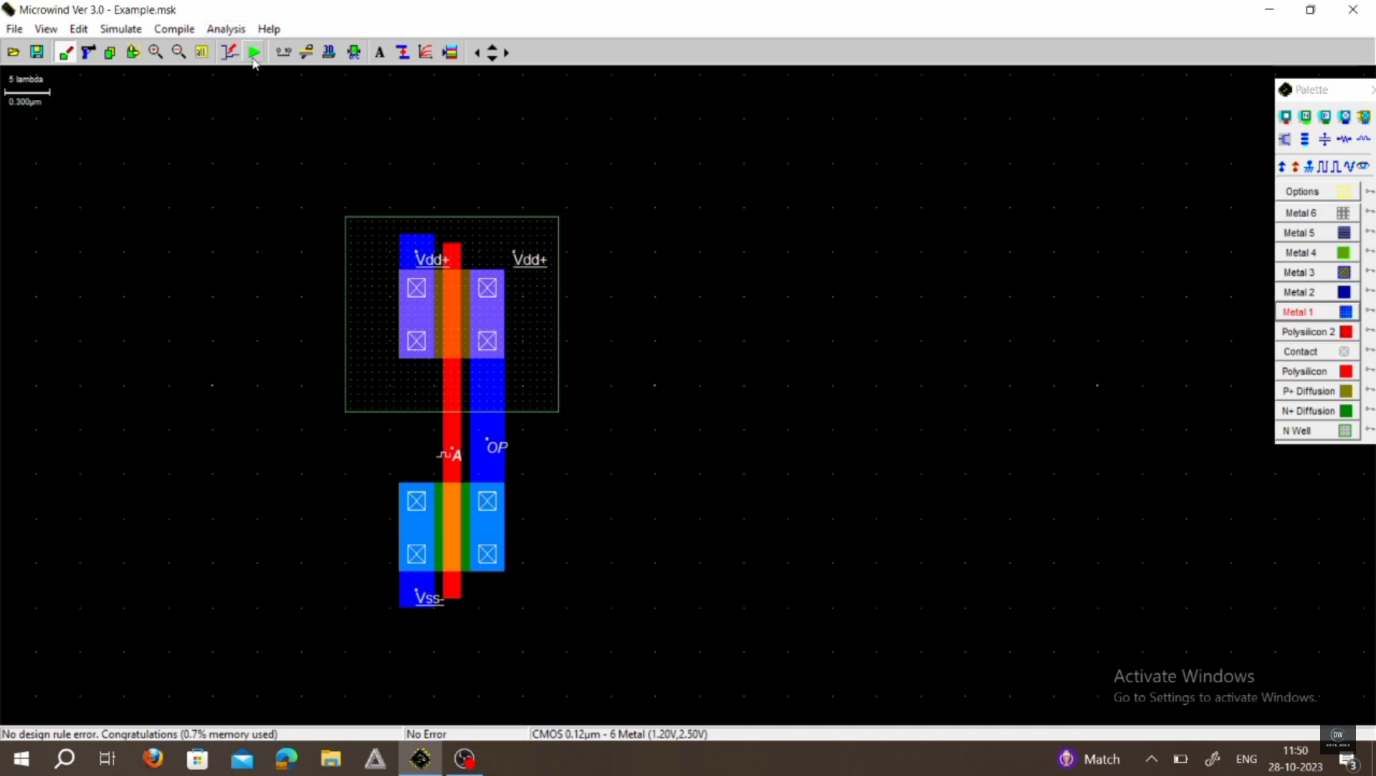 Microwind Ver 3.0 - Example.msk
File View Edit Simulate Compile Analysis Help
5 lambda
0.300µm
Palette
Options
Metal 6
Metal 5
Metal 4
Metal 3
Metal 2
Metal 1
Polysilicon 2
Contact
Polysilicon
P+ Diffusion
N+ Diffusion
N Well
Vdd+ Vdd+
A OP
Vss-
Activate Windows
Go to Settings to activate Windows.
No design rule error. Congratulations (0.7% memory used) No Error CMOS 0.12µm - 6 Metal (1.20V,2.50V)
Match ENG 11:50
28-10-2023 3